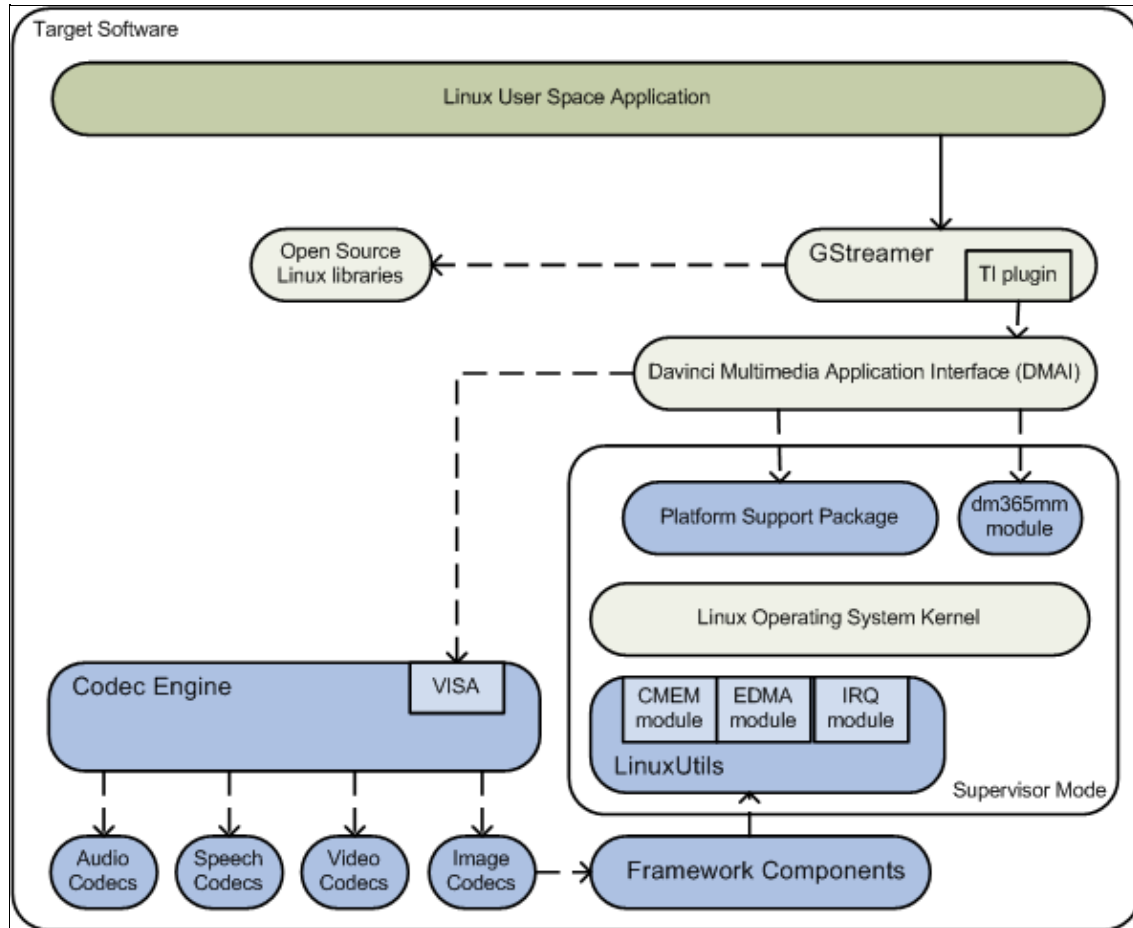 Target Software
Linux User Space Application
Open Source
Linux libraries
GStreamer
TI plugin
Davinci Multimedia Application Interface (DMAI)
Platform Support Package
dm365mm
module
Linux Operating System Kernel
Codec Engine
VISA
CMEM
module
EDMA
module
IRQ
module
LinuxUtils
Supervisor Mode
Audio
Codecs
Speech
Codecs
Video
Codecs
Image
Codecs
Framework Components